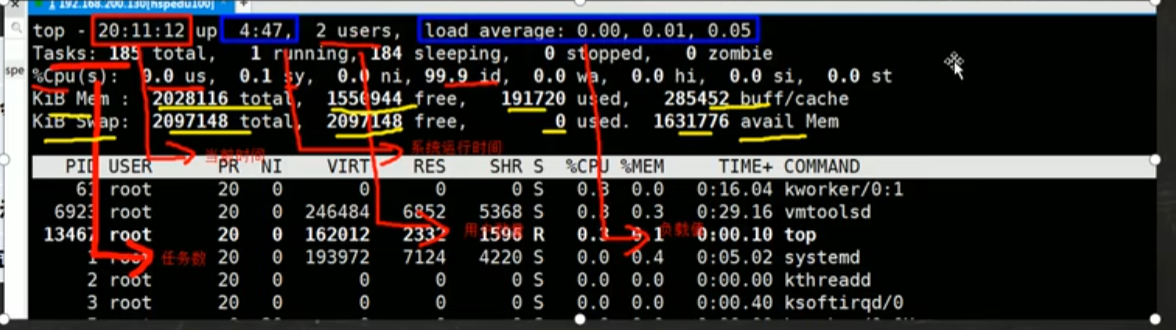 1 192.168.200.130[hspedu100]
spe
top - 20:11:12 up 4:47, 2 users, load average: 0.00, 0.01, 0.05
Tasks: 185 total, 1 running, 184 sleeping, 0 stopped, 0 zombie
%Cpu(s): 0.0 us, 0.1 sy, 0.0 ni, 99.9 id, 0.0 wa, 0.0 hi, 0.0 si, 0.0 st
KiB Mem : 2028116 total, 1550944 free, 191720 used, 285452 buff/cache
KiB Swap: 2097148 total, 2097148 free, 0 used. 1631776 avail Mem
当前时间
系统运行时间
PID USER PR NI VIRT RES SHR S %CPU %MEM TIME+ COMMAND
61 root 20 0 0 0 0 S 0.3 0.0 0:16.04 kworker/0:1
6923 root 20 0 246484 6852 5368 S 0.3 0.3 0:29.16 vmtoolsd
13467 root 20 0 162012 2332 1596 R 0.3 0.1 0:00.10 top
负载值
1 root 20 0 193972 7124 4220 S 0.0 0.4 0:05.02 systemd
任务数
2 root 20 0 0 0 0 S 0.0 0.0 0:00.00 kthreadd
3 root 20 0 0 0 0 S 0.0 0.0 0:00.40 ksoftirqd/0